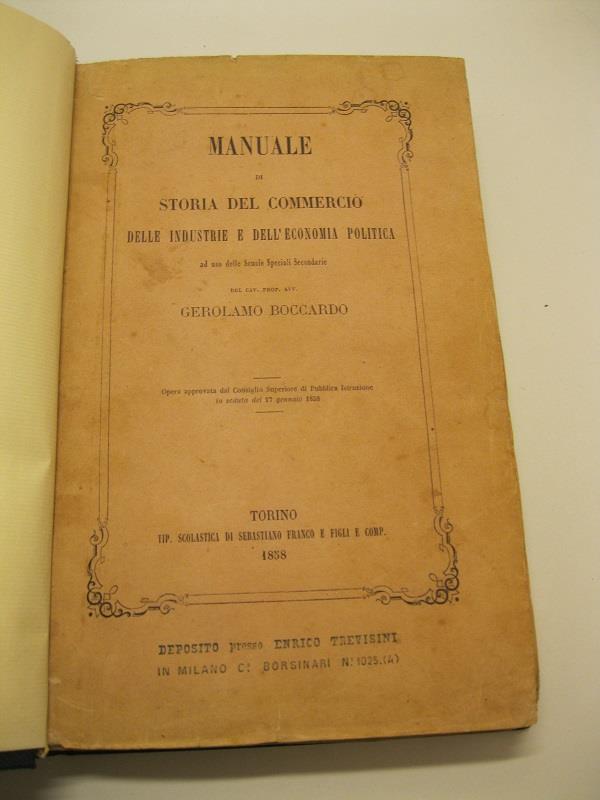 MANUALE
DI
STORIA DEL COMMERCIO
DELLE INDUSTRIE E DELL'ECONOMIA POLITICA
ad uso delle Scuole Speciali Secondarie
DEL CAV. PROF. AVV.
GEROLAMO BOCCARDO
Opera approvata dal Consiglio Superiore di Pubblica Istruzione
in seduta del 27 gennaio 1858
TORINO
TIP. SCOLASTICA DI SEBASTIANO FRANCO E FIGLI E COMP.
1858
DEPOSITO presso ENRICO TREVISINI
IN MILANO C! BORSINARI N! 1025.(A)